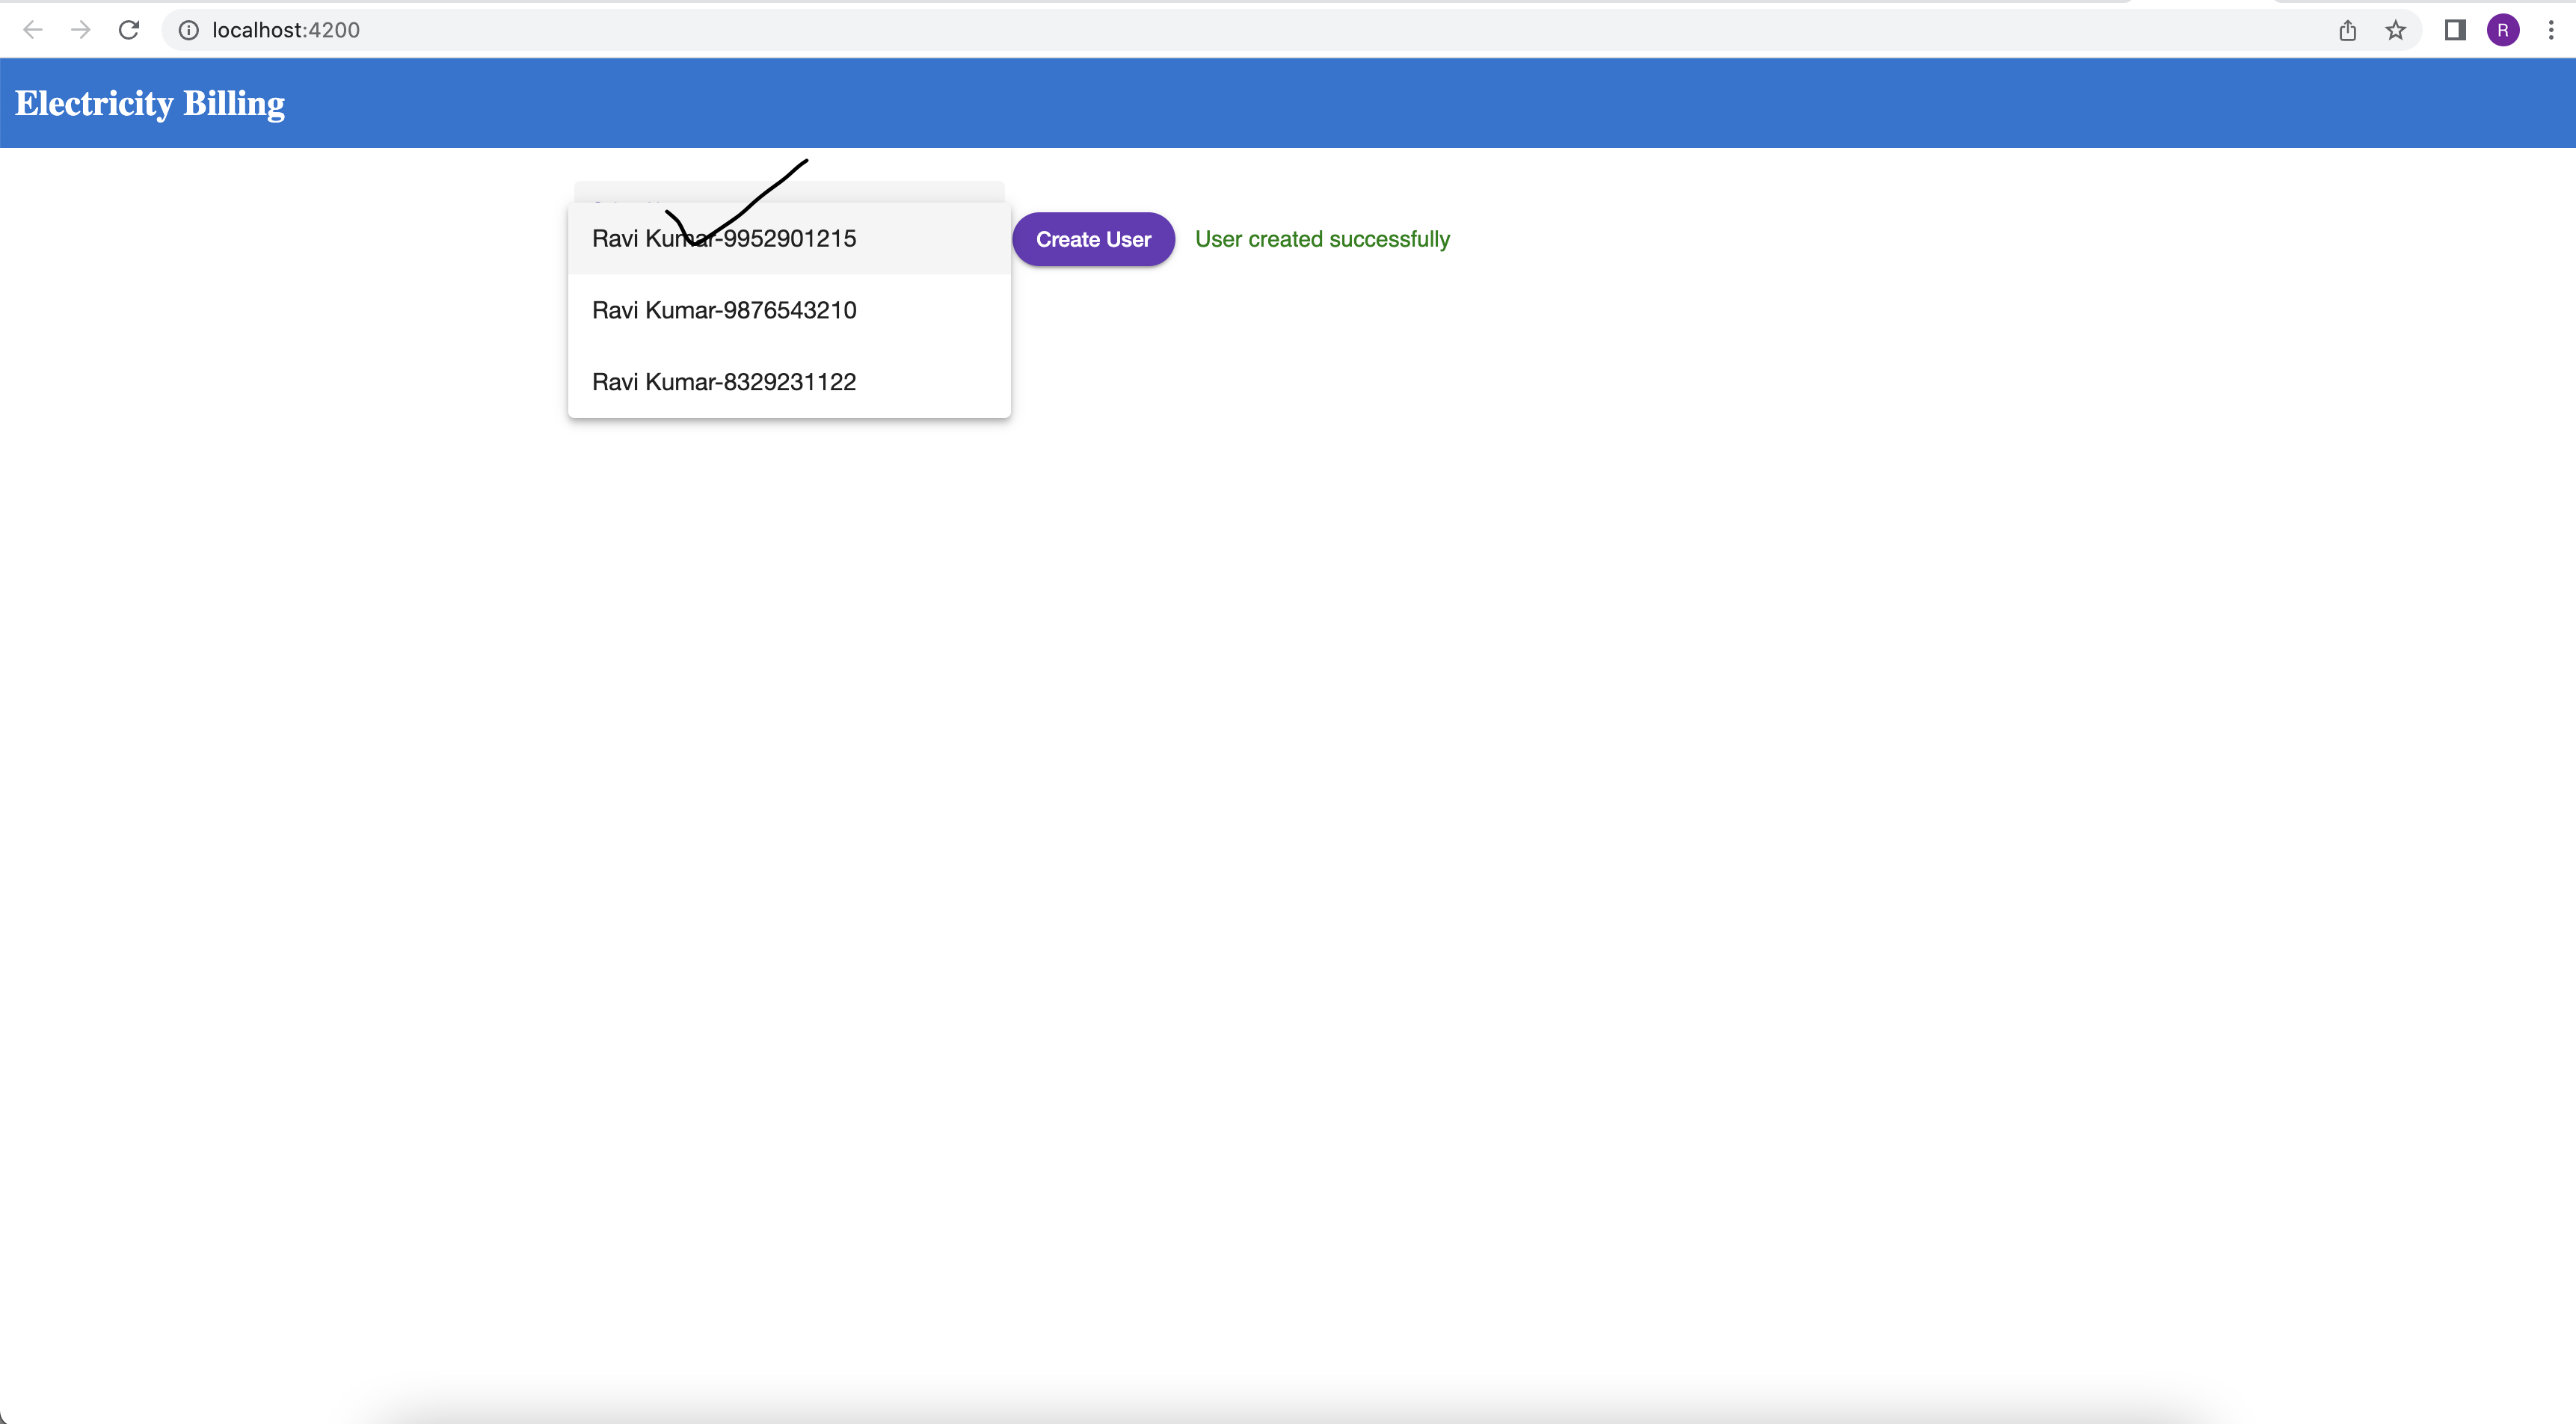 localhost:4200
R
Electricity Billing
Ravi Kumar-9952901215
Create User
User created successfully
Ravi Kumar-9876543210
Ravi Kumar-8329231122